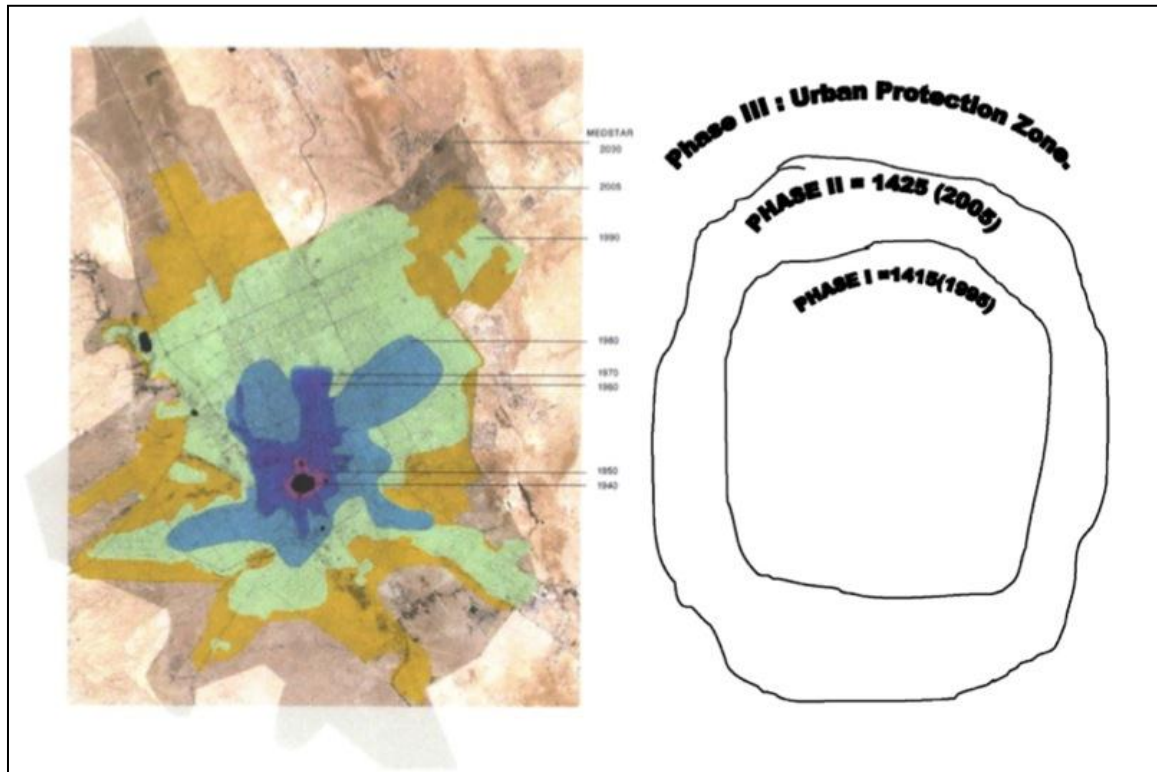 MEDSTAR
2030
2005
1990
1980
1970
1960
1950
1940
Phase III : Urban Protection Zone.
PHASE II = 1425 (2005)
PHASE I =1415(1995)